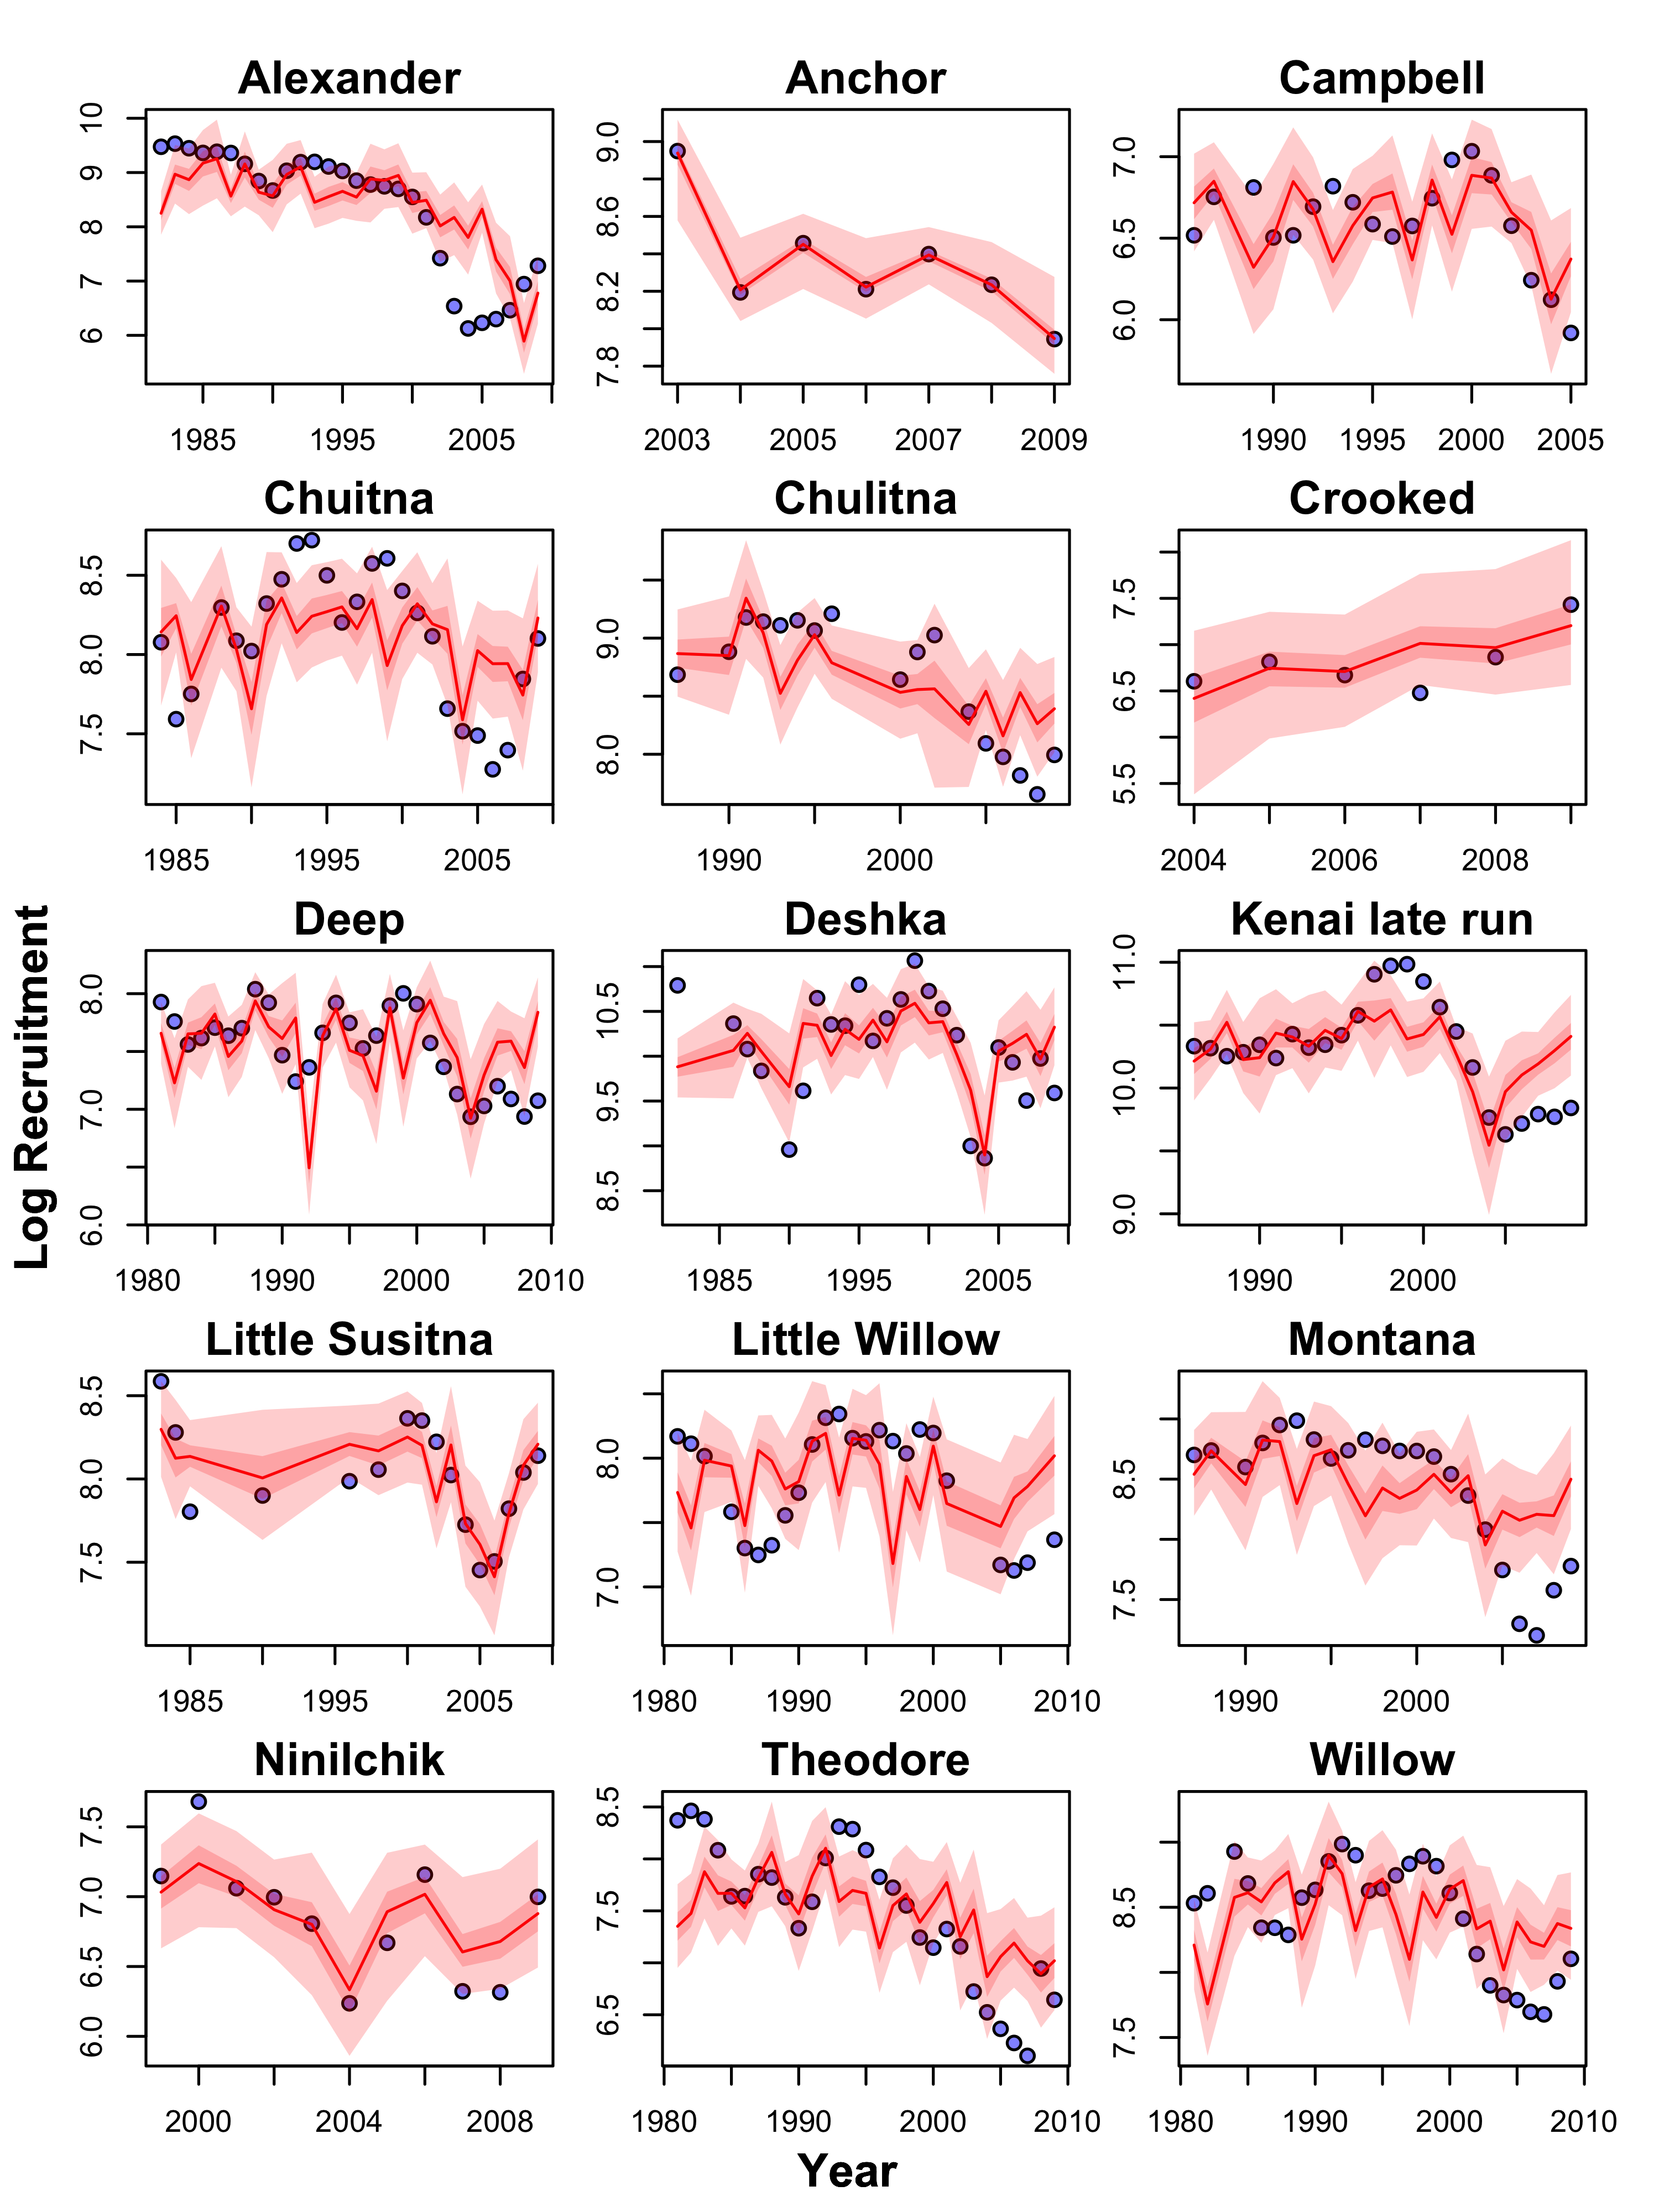 Alexander
10
9
8
7
6
1985 1995 2005
Anchor
9.0
8.6
8.2
7.8
2003 2005 2007 2009
Campbell
7.0
6.5
6.0
1990 1995 2000 2005
Chuitna
8.5
8.0
7.5
1985 1995 2005
Chulitna
9.0
8.0
1990 2000
Crooked
7.5
6.5
5.5
2004 2006 2008
Deep
8.0
7.0
6.0
1980 1990 2000 2010
Deshka
10.5
9.5
8.5
1985 1995 2005
Kenai late run
11.0
10.0
9.0
1990 2000
Little Susitna
8.5
8.0
7.5
1985 1995 2005
Little Willow
8.0
7.0
1980 1990 2000 2010
Montana
8.5
7.5
1990 2000
Ninilchik
7.5
7.0
6.5
6.0
2000 2004 2008
Theodore
8.5
7.5
6.5
1980 1990 2000 2010
Willow
8.5
7.5
1980 1990 2000 2010
Log Recruitment
Year